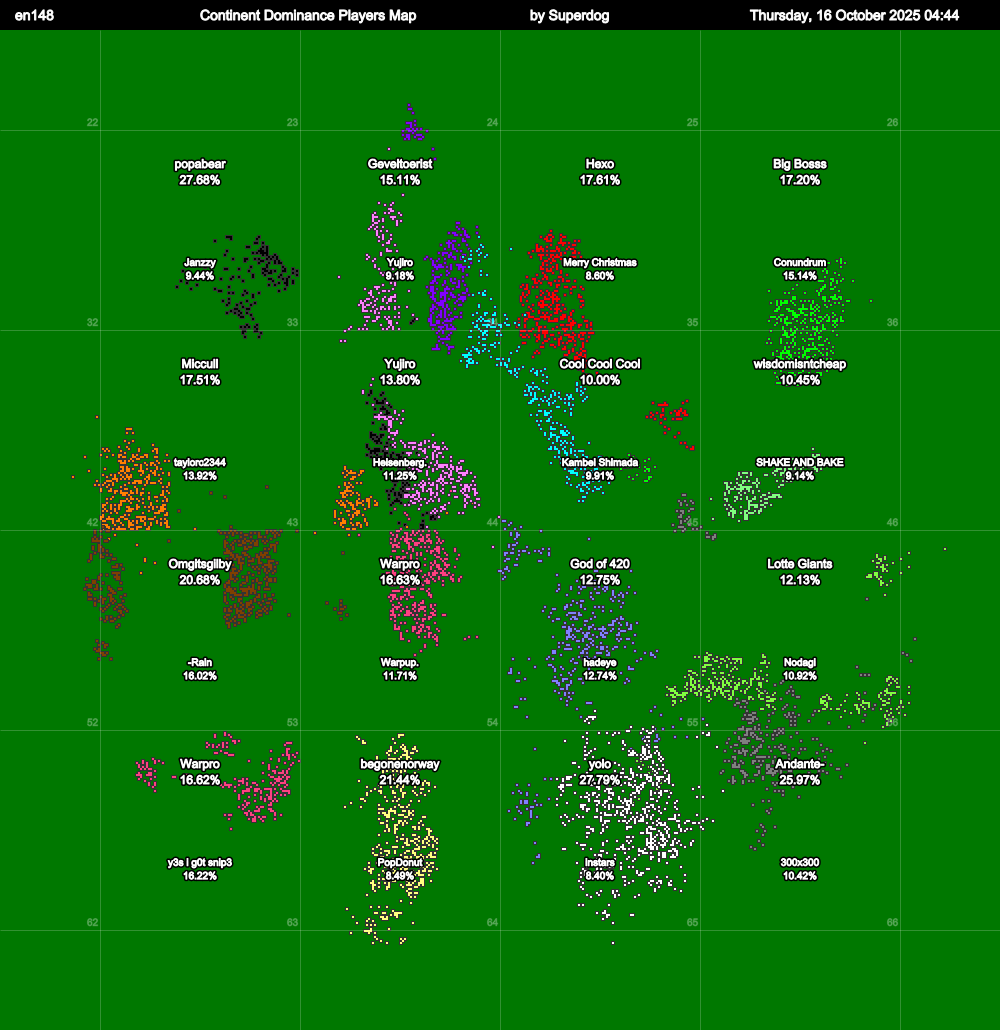 en148 Continent Dominance Players Map by Superdog Thursday, 16 October 2025 04:44
22 23 24 25 26
popabear Geveltoerist Hexo Big Bosss
27.68% 15.11% 17.61% 17.20%
Janzzy Yujiro Merry Christmas Conundrum
9.44% 9.18% 8.60% 15.14%
32 33 35 36
Miccull Yujiro Cool Cool Cool wisdomisntcheap
17.51% 13.80% 10.00% 10.45%
taylorc2344 Heisenberg. Kambei Shimada SHAKE AND BAKE
13.92% 11.25% 9.91% 9.14%
42 43 44 45 46
Omgitsgilby Warpro God of 420 Lotte Giants
20.68% 16.63% 12.75% 12.13%
-Rain Warpup. hadeye Nodagi
16.02% 11.71% 12.74% 10.92%
52 53 54 55
Warpro begonenorway yolo Andante-
16.62% 21.44% 27.79% 25.97%
y3s i g0t snip3 PopDonut Instars 300x300
16.22% 8.49% 8.40% 10.42%
62 63 64 65 66